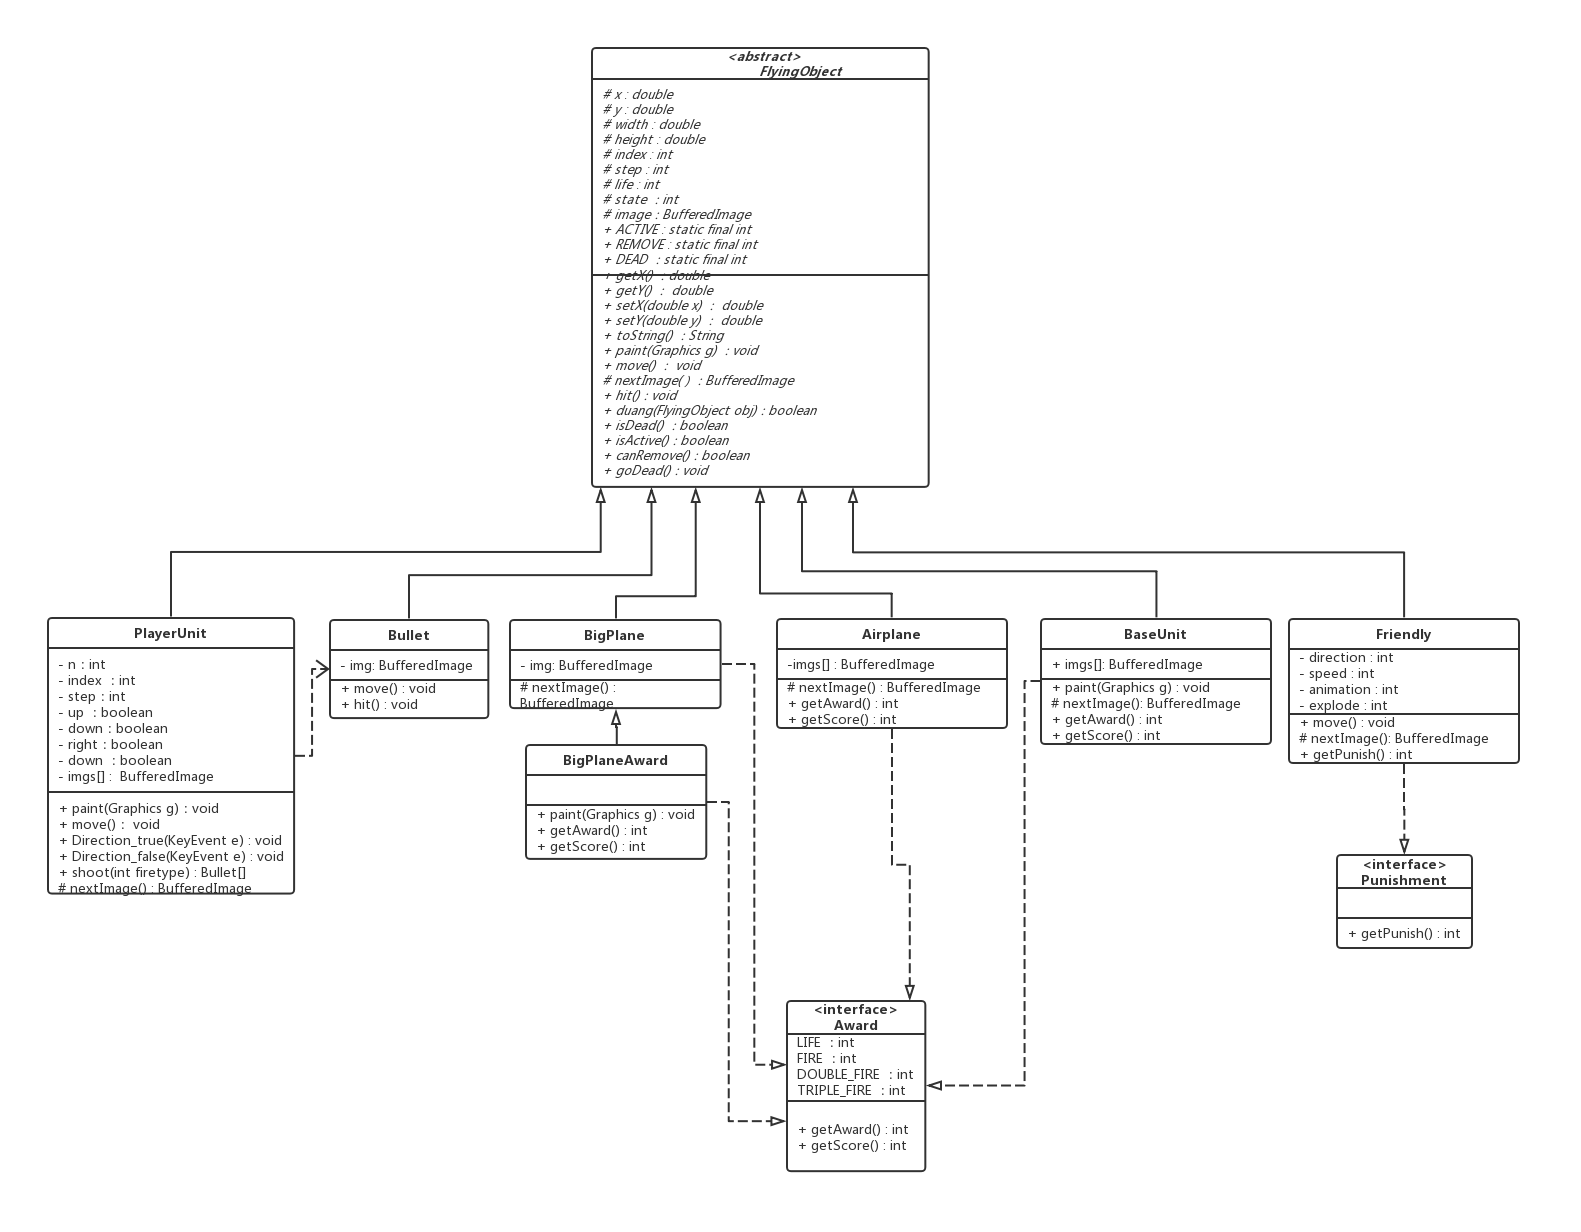 <abstract>
FlyingObject
# x : double
# y : double
# width : double
# height : double
# index : int
# step : int
# life : int
# state : int
# image : BufferedImage
+ ACTIVE : static final int
+ REMOVE : static final int
+ DEAD : static final int
+ getX() : double
+ getY() : double
+ setX(double x) : double
+ setY(double y) : double
+ toString() : String
+ paint(Graphics g) : void
+ move() : void
# nextImage( ) : BufferedImage
+ hit() : void
+ duang(FlyingObject obj) : boolean
+ isDead() : boolean
+ isActive() : boolean
+ canRemove() : boolean
+ goDead() : void
PlayerUnit
- n : int
- index : int
- step : int
- up : boolean
- down : boolean
- right : boolean
- down : boolean
- imgs[] : BufferedImage
+ paint(Graphics g) : void
+ move() : void
+ Direction_true(KeyEvent e) : void
+ Direction_false(KeyEvent e) : void
+ shoot(int firetype) : Bullet[]
# nextImage() : BufferedImage
Bullet
- img: BufferedImage
+ move() : void
+ hit() : void
BigPlane
- img: BufferedImage
# nextImage() :
BufferedImage
BigPlaneAward
+ paint(Graphics g) : void
+ getAward() : int
+ getScore() : int
Airplane
-imgs[] : BufferedImage
# nextImage() : BufferedImage
+ getAward() : int
+ getScore() : int
BaseUnit
+ imgs[]: BufferedImage
+ paint(Graphics g) : void
# nextImage(): BufferedImage
+ getAward() : int
+ getScore() : int
Friendly
- direction : int
- speed : int
- animation : int
- explode : int
+ move() : void
# nextImage(): BufferedImage
+ getPunish() : int
<interface>
Punishment
+ getPunish() : int
<interface>
Award
LIFE : int
FIRE : int
DOUBLE_FIRE : int
TRIPLE_FIRE : int
+ getAward() : int
+ getScore() : int